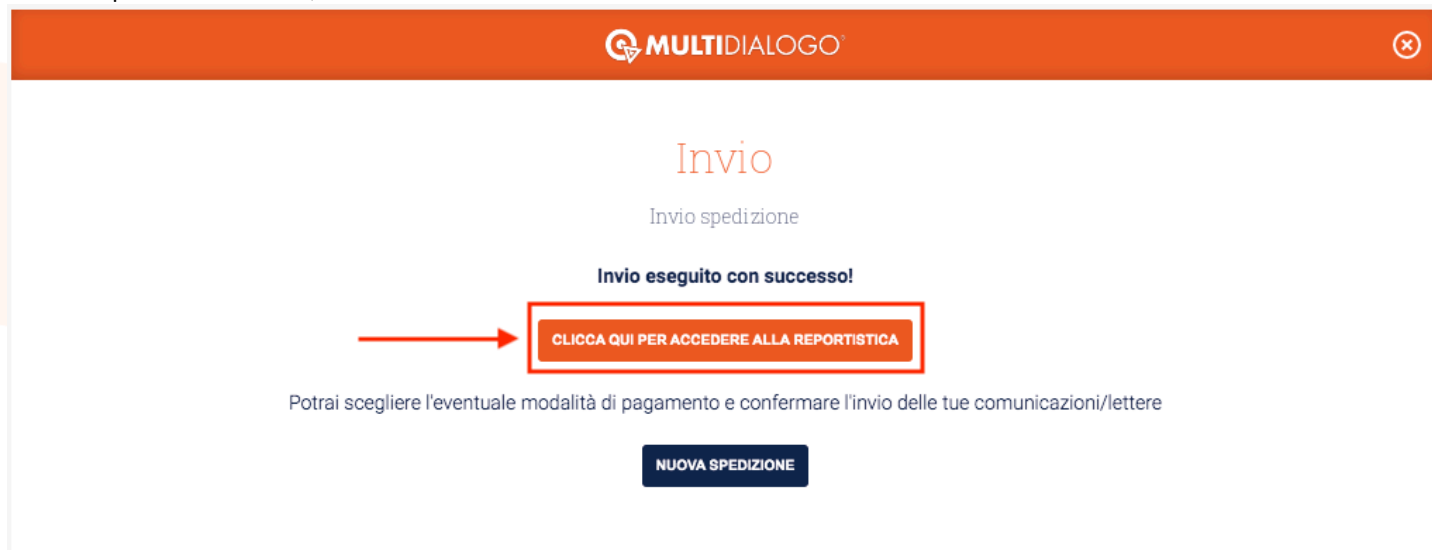 MULTIDIALOGO
Invio
Invio spedizione
Invio eseguito con successo!
CLICCA QUI PER ACCEDERE ALLA REPORTISTICA
Potrai scegliere l'eventuale modalità di pagamento e confermare l'invio delle tue comunicazioni/lettere
NUOVA SPEDIZIONE